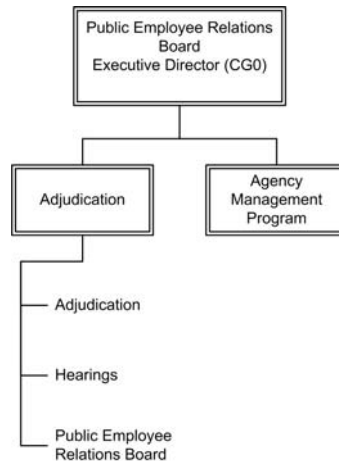 Public Employee Relations
Board
Executive Director (CG0)
Adjudication
Agency
Management
Program
Adjudication
Hearings
Public Employee
Relations Board